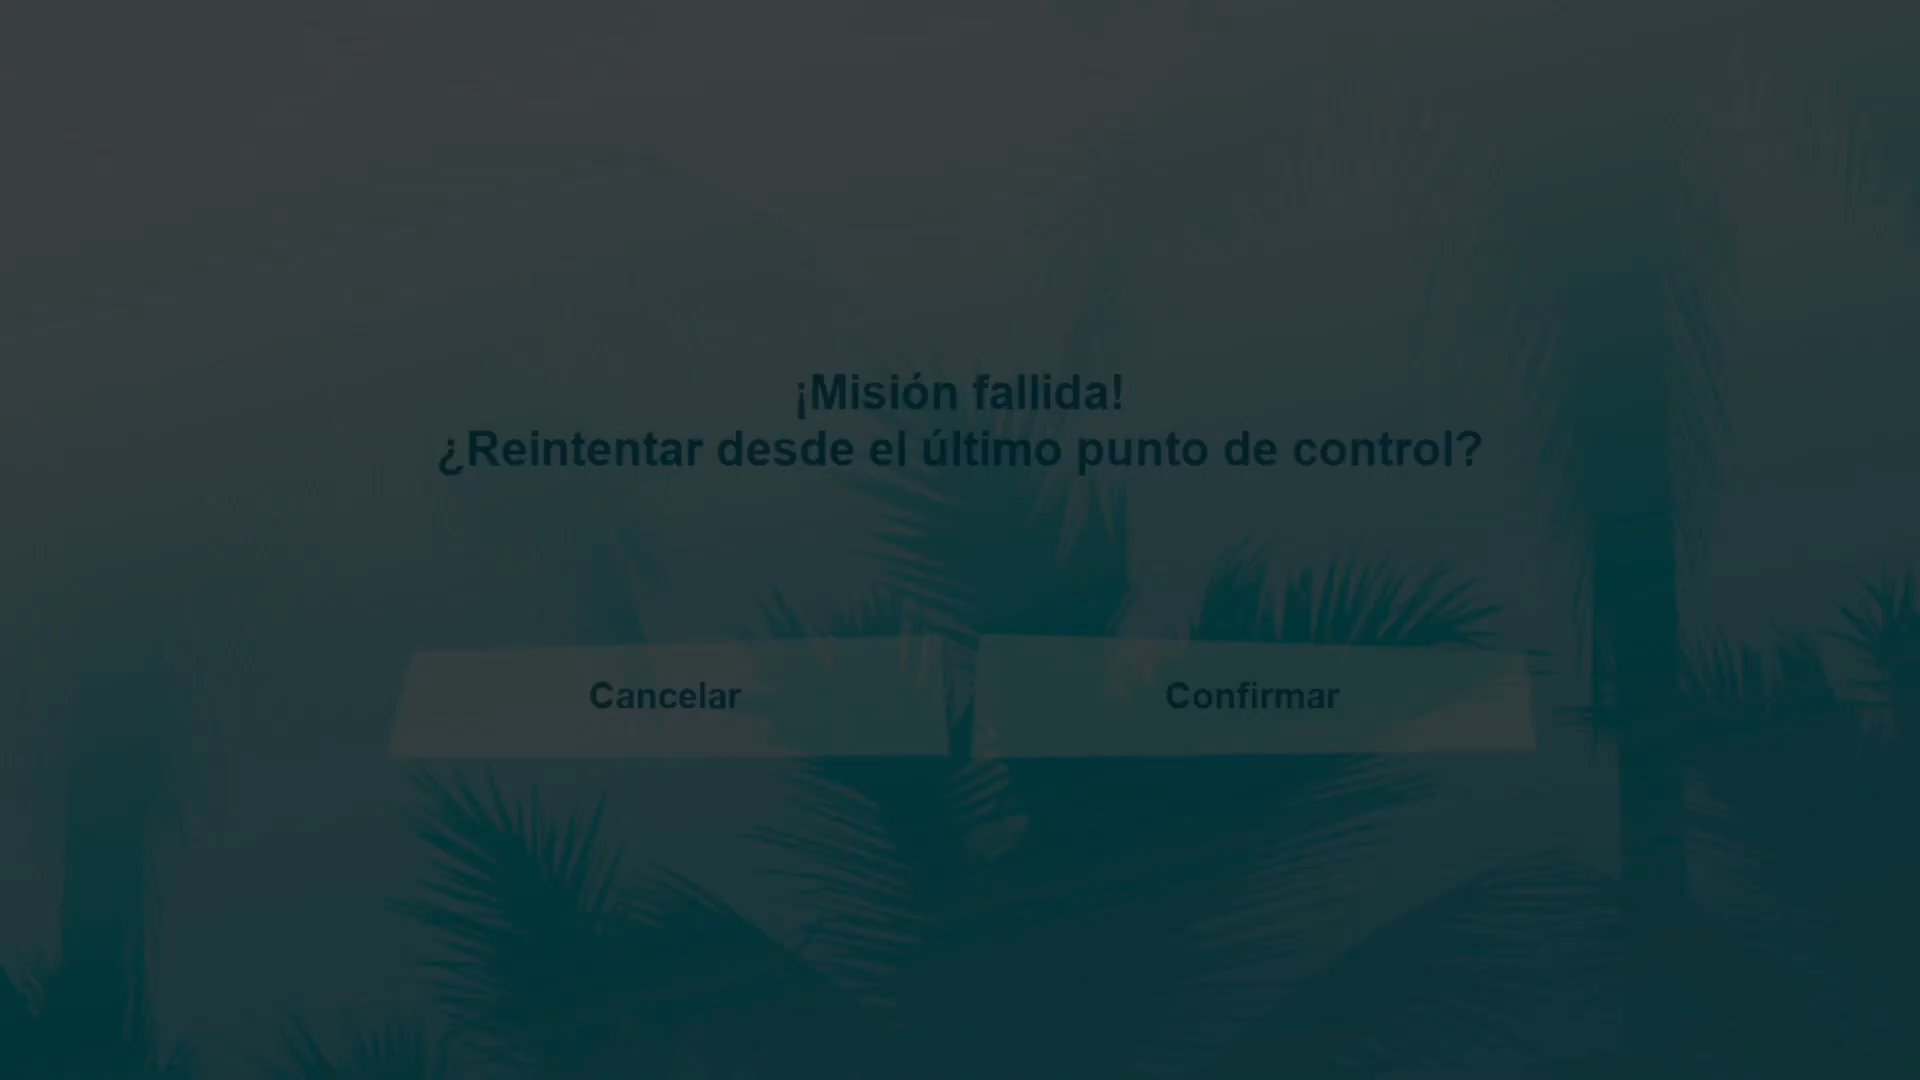 ¡Misión fallida!
¿Reintentar desde el último punto de control?
Cancelar
Confirmar